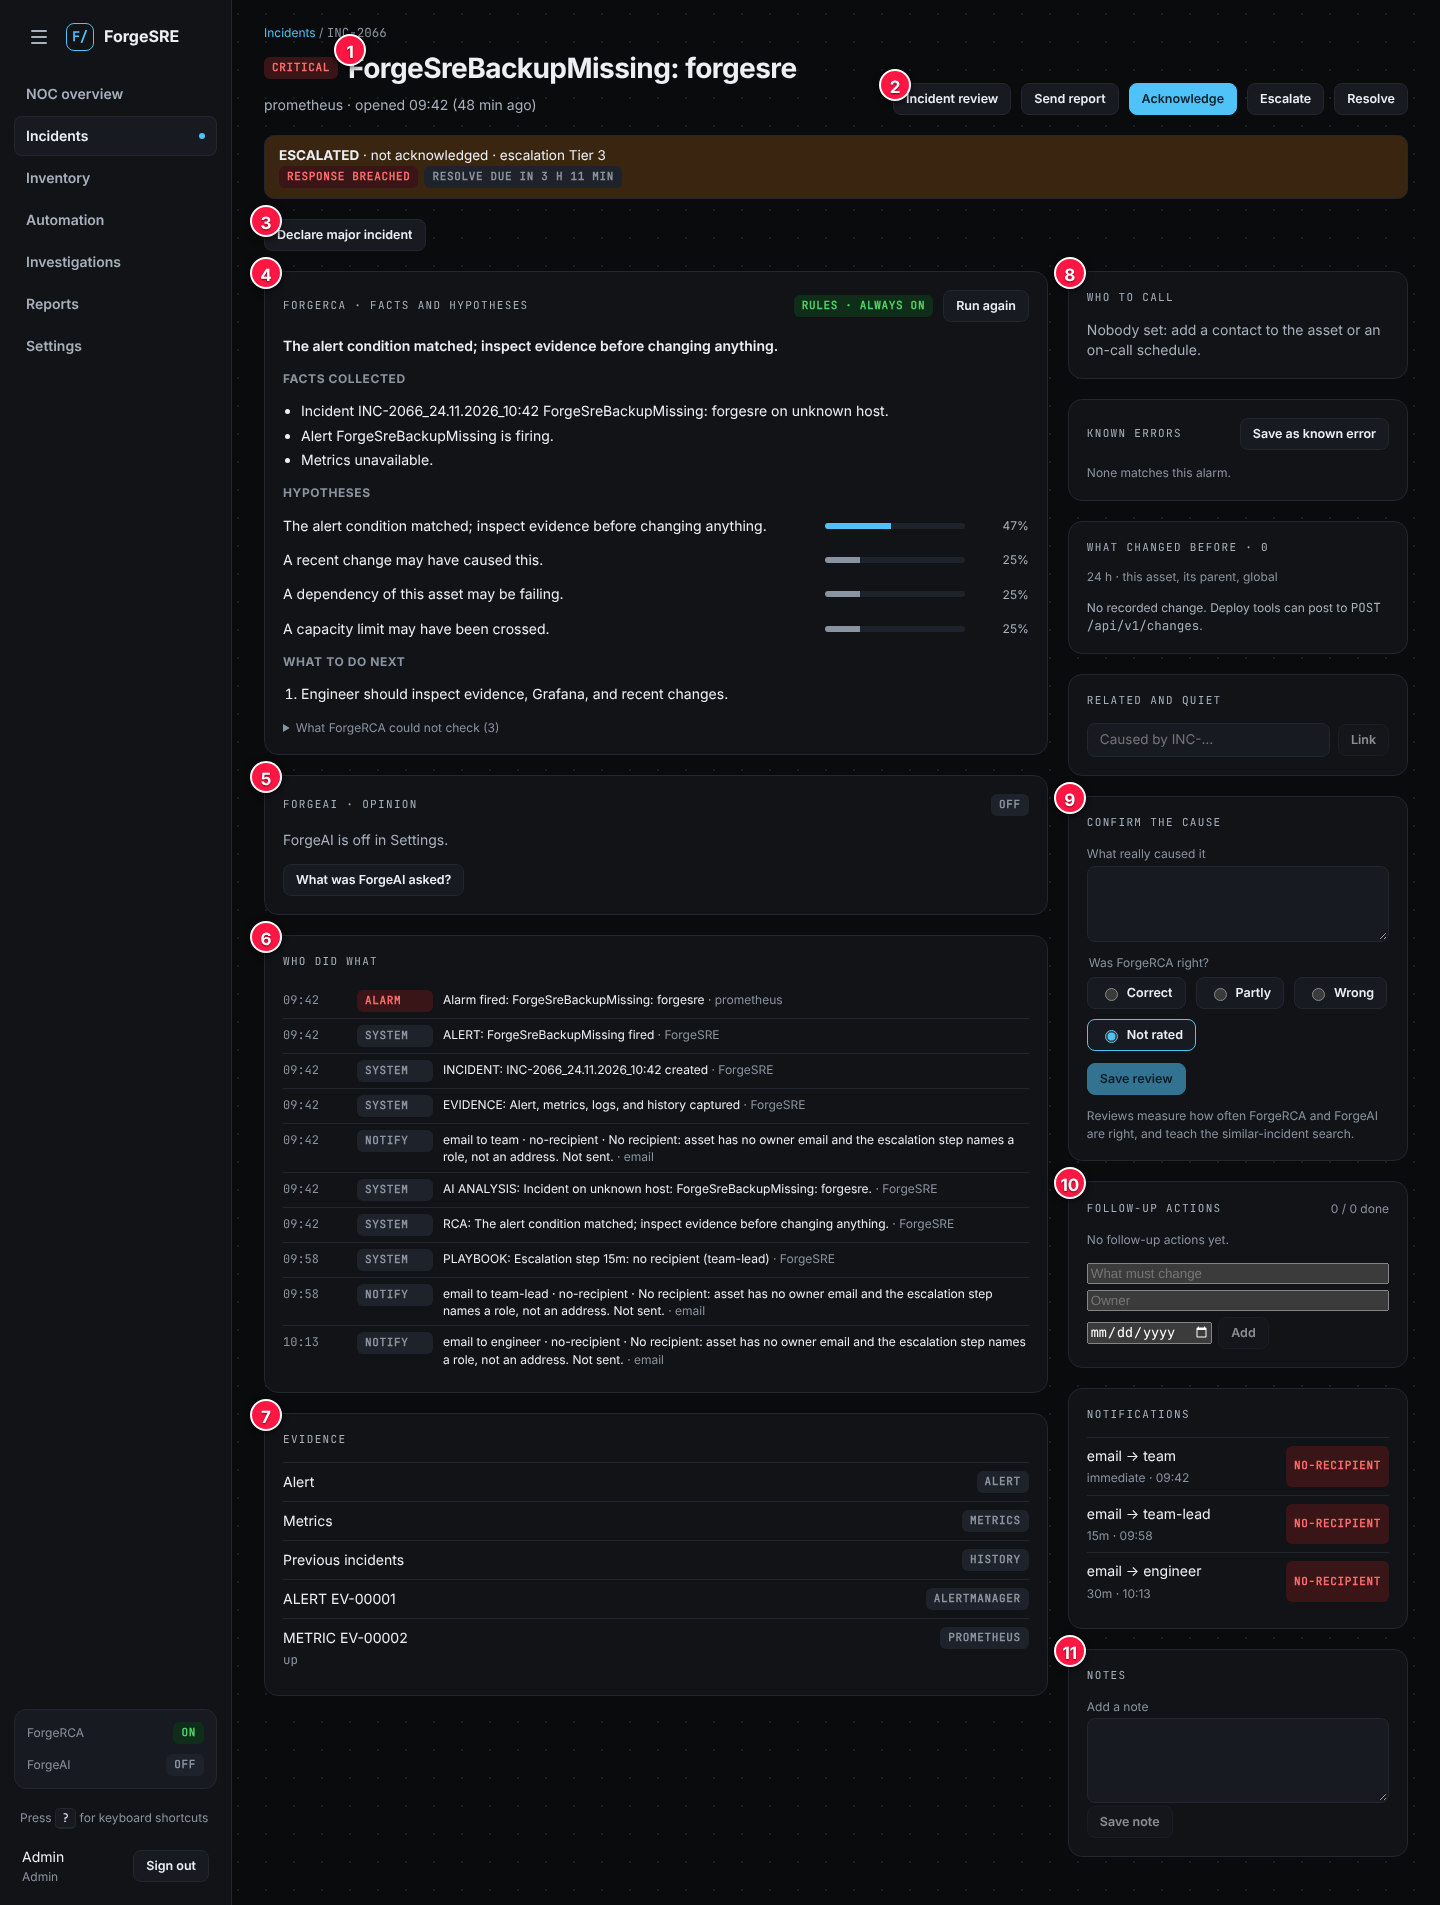 F/ ForgeSRE
NOC overview
Incidents
Inventory
Automation
Investigations
Reports
Settings
ForgeRCA ON
ForgeAI OFF
Press ? for keyboard shortcuts
Admin
Admin
Sign out
Incidents / INC-2066
1
CRITICAL ForgeSreBackupMissing: forgesre
prometheus · opened 09:42 (48 min ago)
2
Incident review Send report Acknowledge Escalate Resolve
ESCALATED · not acknowledged · escalation Tier 3
RESPONSE BREACHED RESOLVE DUE IN 3 H 11 MIN
3
Declare major incident
4
FORGERCA · FACTS AND HYPOTHESES RULES · ALWAYS ON Run again
The alert condition matched; inspect evidence before changing anything.
FACTS COLLECTED
• Incident INC-2066_24.11.2026_10:42 ForgeSreBackupMissing: forgesre on unknown host.
• Alert ForgeSreBackupMissing is firing.
• Metrics unavailable.
HYPOTHESES
The alert condition matched; inspect evidence before changing anything. 47%
A recent change may have caused this. 25%
A dependency of this asset may be failing. 25%
A capacity limit may have been crossed. 25%
WHAT TO DO NEXT
1. Engineer should inspect evidence, Grafana, and recent changes.
What ForgeRCA could not check (3)
5
FORGEAI · OPINION OFF
ForgeAI is off in Settings.
What was ForgeAI asked?
6
WHO DID WHAT
09:42 ALARM Alarm fired: ForgeSreBackupMissing: forgesre · prometheus
09:42 SYSTEM ALERT: ForgeSreBackupMissing fired · ForgeSRE
09:42 SYSTEM INCIDENT: INC-2066_24.11.2026_10:42 created · ForgeSRE
09:42 SYSTEM EVIDENCE: Alert, metrics, logs, and history captured · ForgeSRE
09:42 NOTIFY email to team · no-recipient · No recipient: asset has no owner email and the escalation step names a
role, not an address. Not sent. · email
09:42 SYSTEM AI ANALYSIS: Incident on unknown host: ForgeSreBackupMissing: forgesre. · ForgeSRE
09:42 SYSTEM RCA: The alert condition matched; inspect evidence before changing anything. · ForgeSRE
09:58 SYSTEM PLAYBOOK: Escalation step 15m: no recipient (team-lead) · ForgeSRE
09:58 NOTIFY email to team-lead · no-recipient · No recipient: asset has no owner email and the escalation step
names a role, not an address. Not sent. · email
10:13 NOTIFY email to engineer · no-recipient · No recipient: asset has no owner email and the escalation step names
a role, not an address. Not sent. · email
7
EVIDENCE
Alert ALERT
Metrics METRICS
Previous incidents HISTORY
ALERT EV-00001 ALERTMANAGER
METRIC EV-00002 PROMETHEUS
up
8
WHO TO CALL
Nobody set: add a contact to the asset or an
on-call schedule.
KNOWN ERRORS Save as known error
None matches this alarm.
WHAT CHANGED BEFORE · 0
24 h · this asset, its parent, global
No recorded change. Deploy tools can post to POST
/api/v1/changes.
RELATED AND QUIET
Caused by INC-... Link
9
CONFIRM THE CAUSE
What really caused it
Was ForgeRCA right?
Correct Partly Wrong
Not rated
Save review
Reviews measure how often ForgeRCA and ForgeAI
are right, and teach the similar-incident search.
10
FOLLOW-UP ACTIONS 0 / 0 done
No follow-up actions yet.
What must change
Owner
mm/dd/yyyy Add
NOTIFICATIONS
email → team NO-RECIPIENT
immediate · 09:42
email → team-lead NO-RECIPIENT
15m · 09:58
email → engineer NO-RECIPIENT
30m · 10:13
11
NOTES
Add a note
Save note